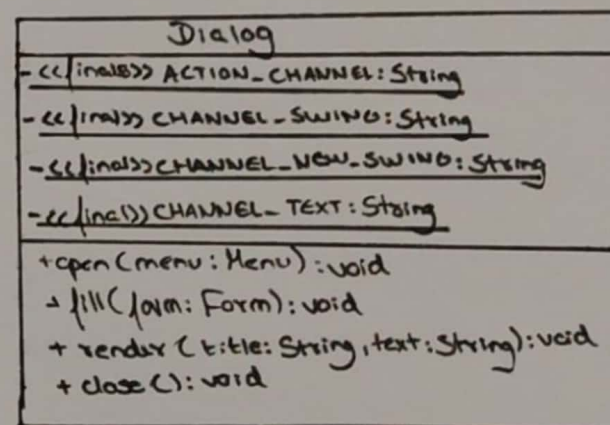 Dialog
- <<final>> ACTION_CHANNEL: String
- <<final>> CHANNEL_SWING: String
- <<final>> CHANNEL_NEW_SWING: String
- <<final>> CHANNEL_TEXT: String
+ open (menu: Menu): void
+ fill (form: Form): void
+ render (title: String, text: String): void
+ close (): void